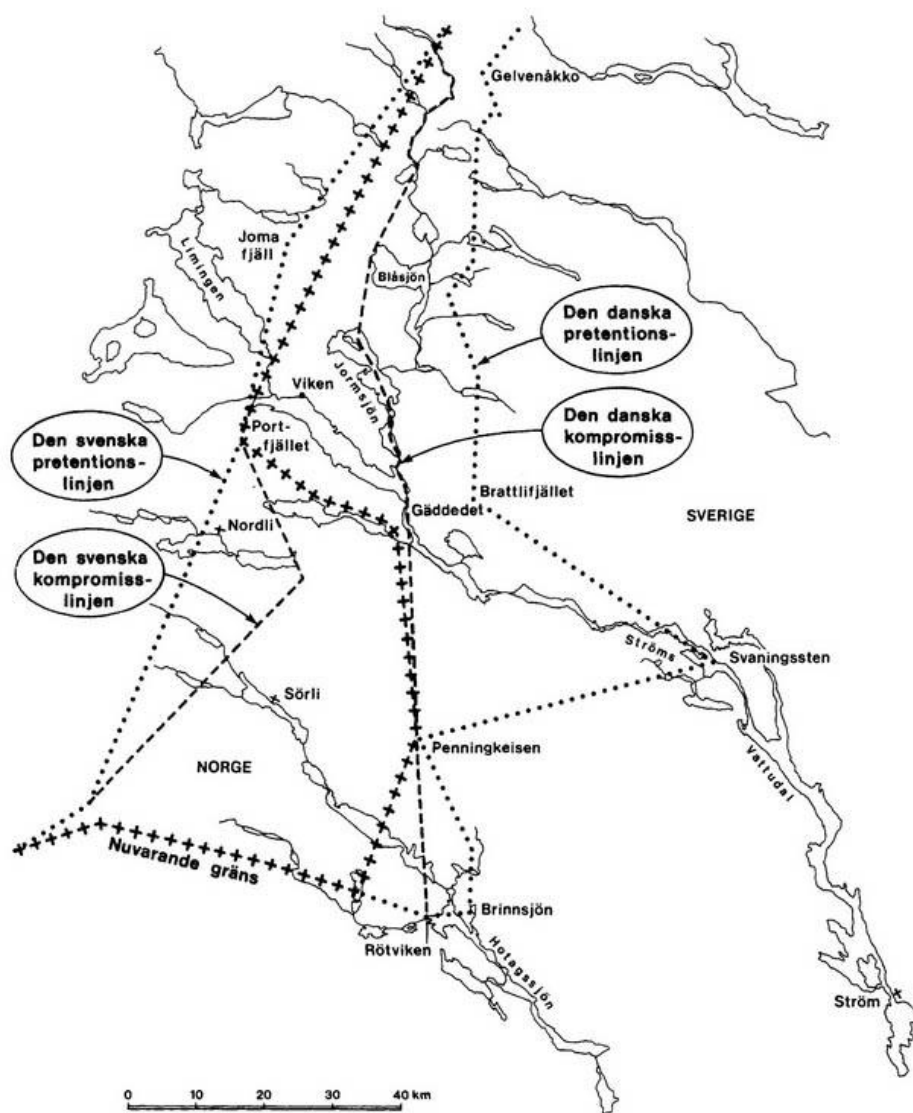 Gelvenåkko
Joma
fjäll
Limingen
Blåsjön
Den danska
pretentions-
linjen
Jormsjön
Viken
Den danska
kompromiss-
linjen
Port-
fjället
Den svenska
pretentions-
linjen
Brattlifjället
Gäddedet
SVERIGE
Nordli
Den svenska
kompromiss-
linjen
Ströms
Svaningssten
Sörli
Penningkeisen
Vattudal
NORGE
Nuvarande gräns
Brinnsjön
Rötviken
Hotagssjön
Ström
0 10 20 30 40 km